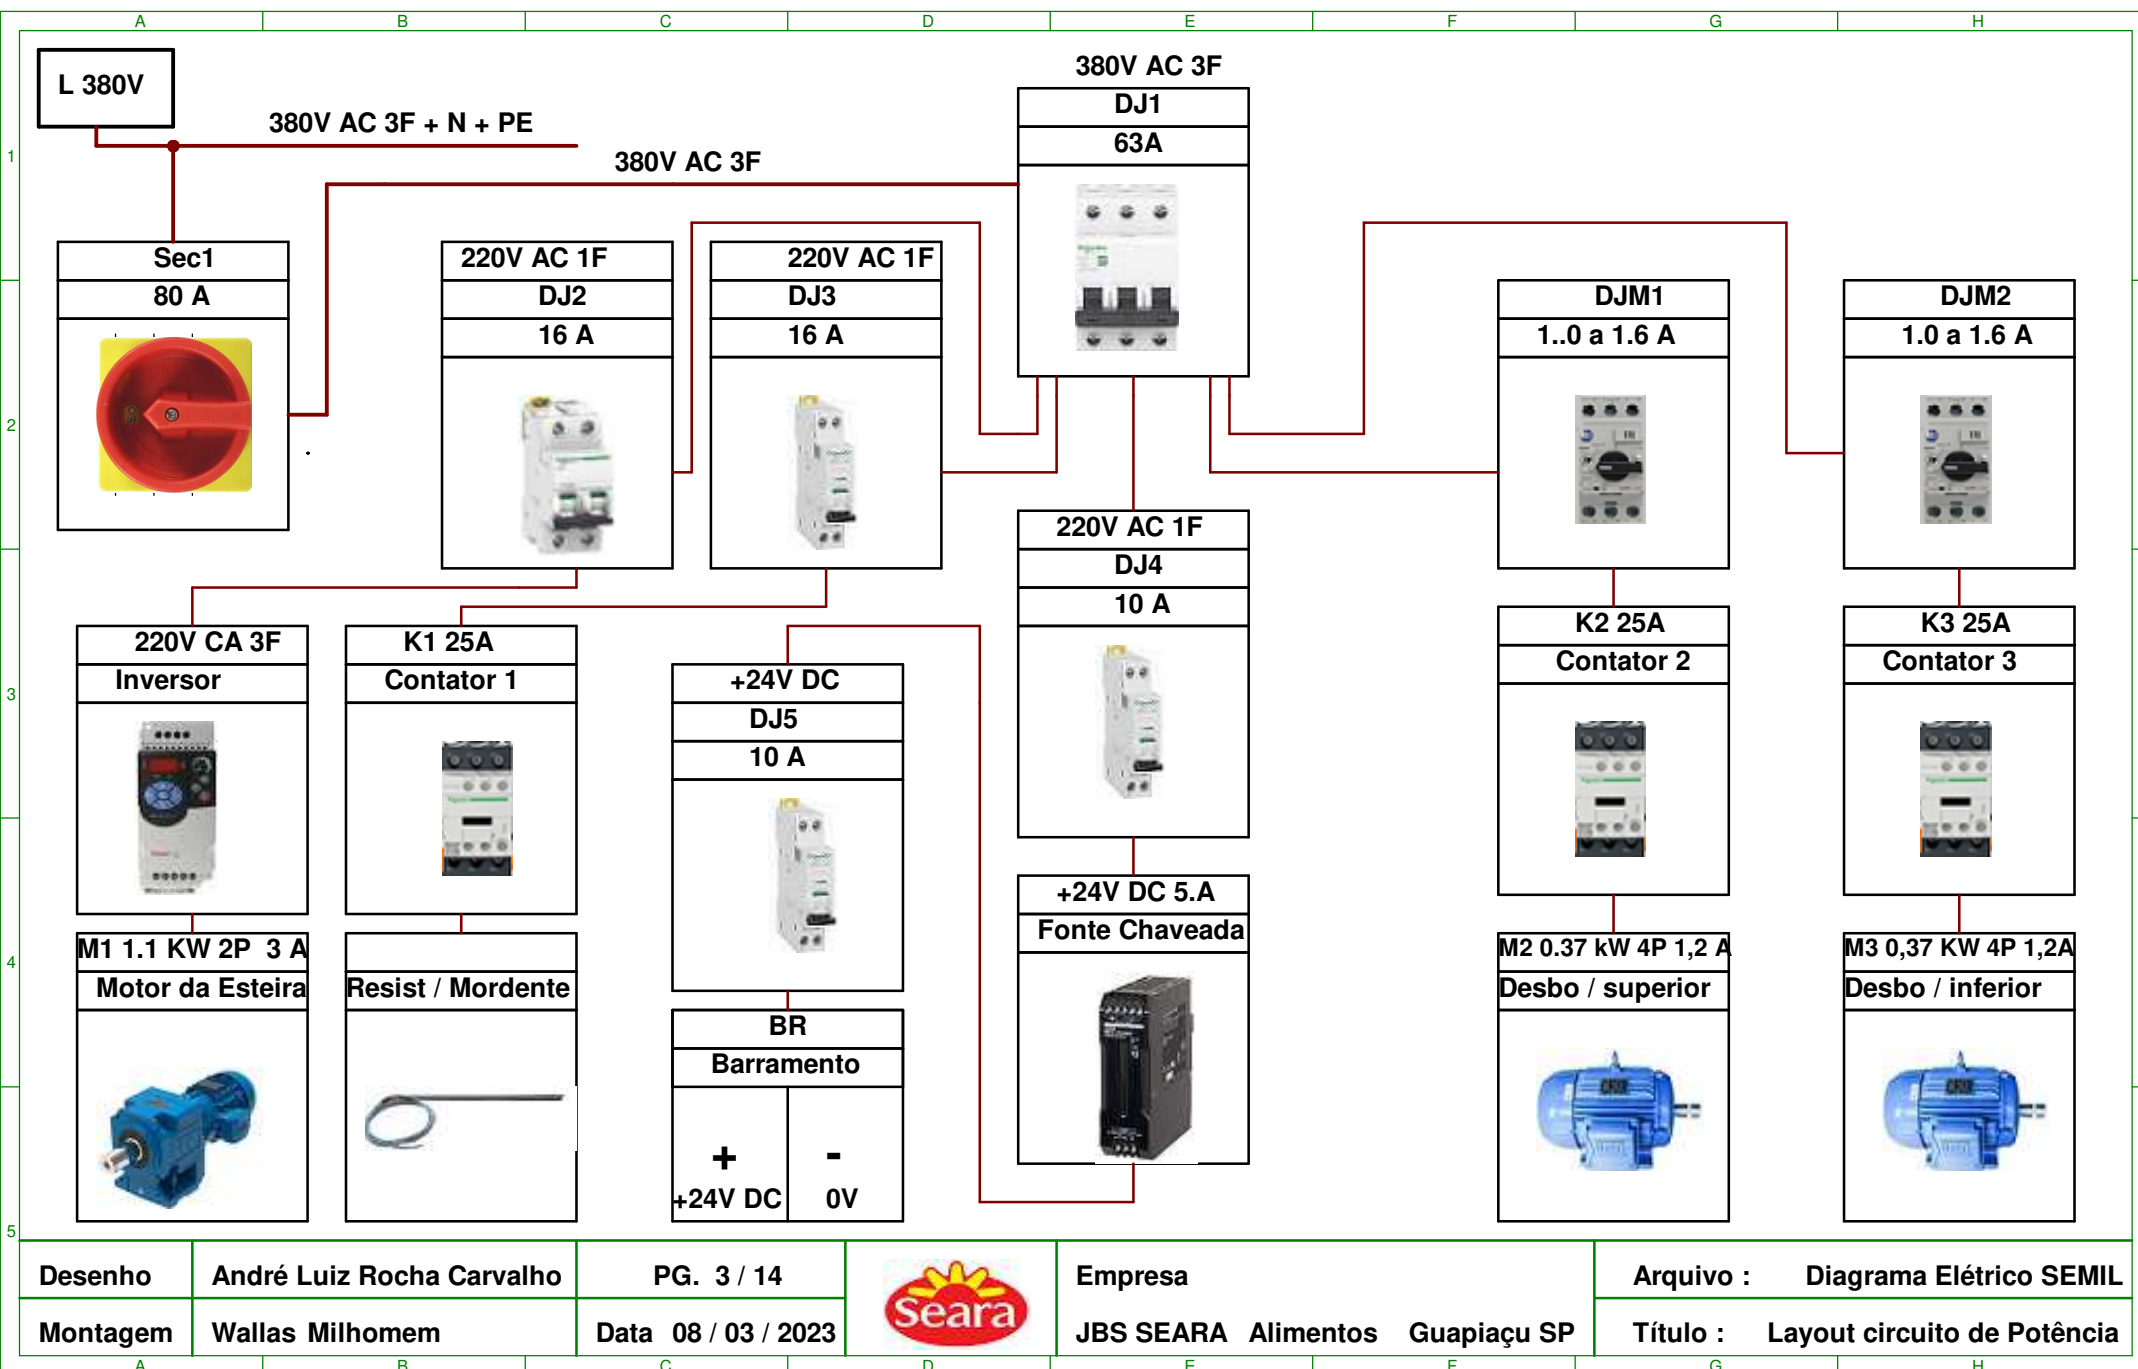 A B C D E F G H
L 380V
380V AC 3F + N + PE
380V AC 3F
380V AC 3F
DJ1
63A
1
Sec1
80 A
220V AC 1F
DJ2
16 A
220V AC 1F
DJ3
16 A
DJM1
1..0 a 1.6 A
DJM2
1.0 a 1.6 A
2
220V AC 1F
DJ4
10 A
220V CA 3F
Inversor
K1 25A
Contator 1
+24V DC
DJ5
10 A
K2 25A
Contator 2
K3 25A
Contator 3
3
+24V DC 5.A
Fonte Chaveada
M1 1.1 KW 2P 3 A
Motor da Esteira
Resist / Mordente
M2 0.37 kW 4P 1,2 A
Desbo / superior
M3 0,37 KW 4P 1,2A
Desbo / inferior
4
BR
Barramento
+ -
+24V DC 0V
5
Desenho André Luiz Rocha Carvalho PG. 3 / 14
Montagem Wallas Milhomem Data 08 / 03 / 2023
Seara
Empresa
JBS SEARA Alimentos Guapiaçu SP
Arquivo : Diagrama Elétrico SEMIL
Título : Layout circuito de Potência
A B C D E F G H